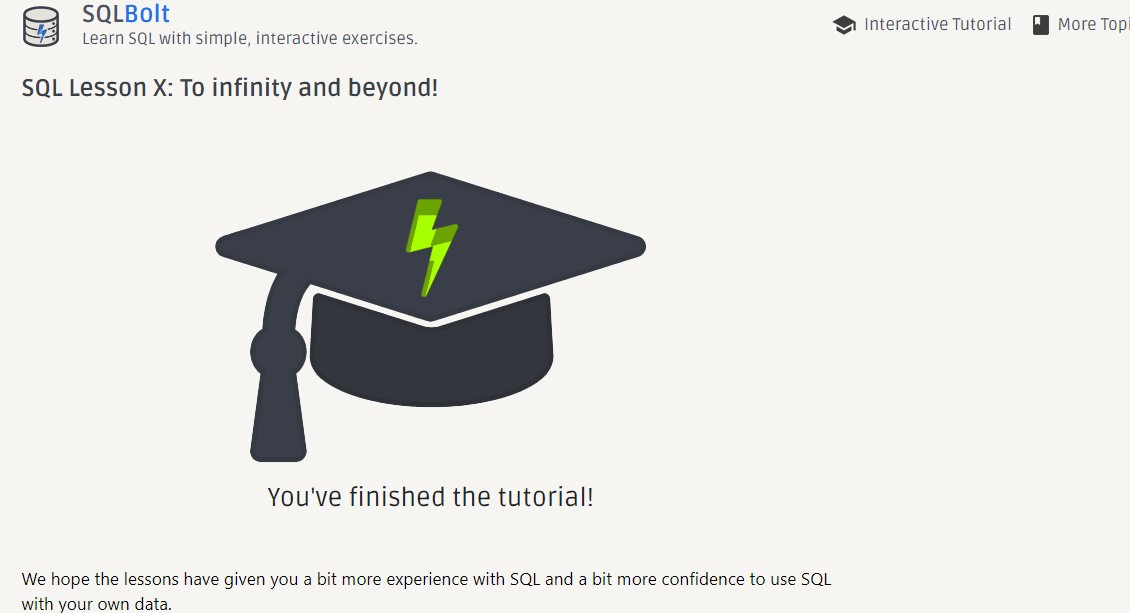 SQLBolt
Learn SQL with simple, interactive exercises.
Interactive Tutorial
More Topi
SQL Lesson X: To infinity and beyond!
You've finished the tutorial!
We hope the lessons have given you a bit more experience with SQL and a bit more confidence to use SQL
with your own data.